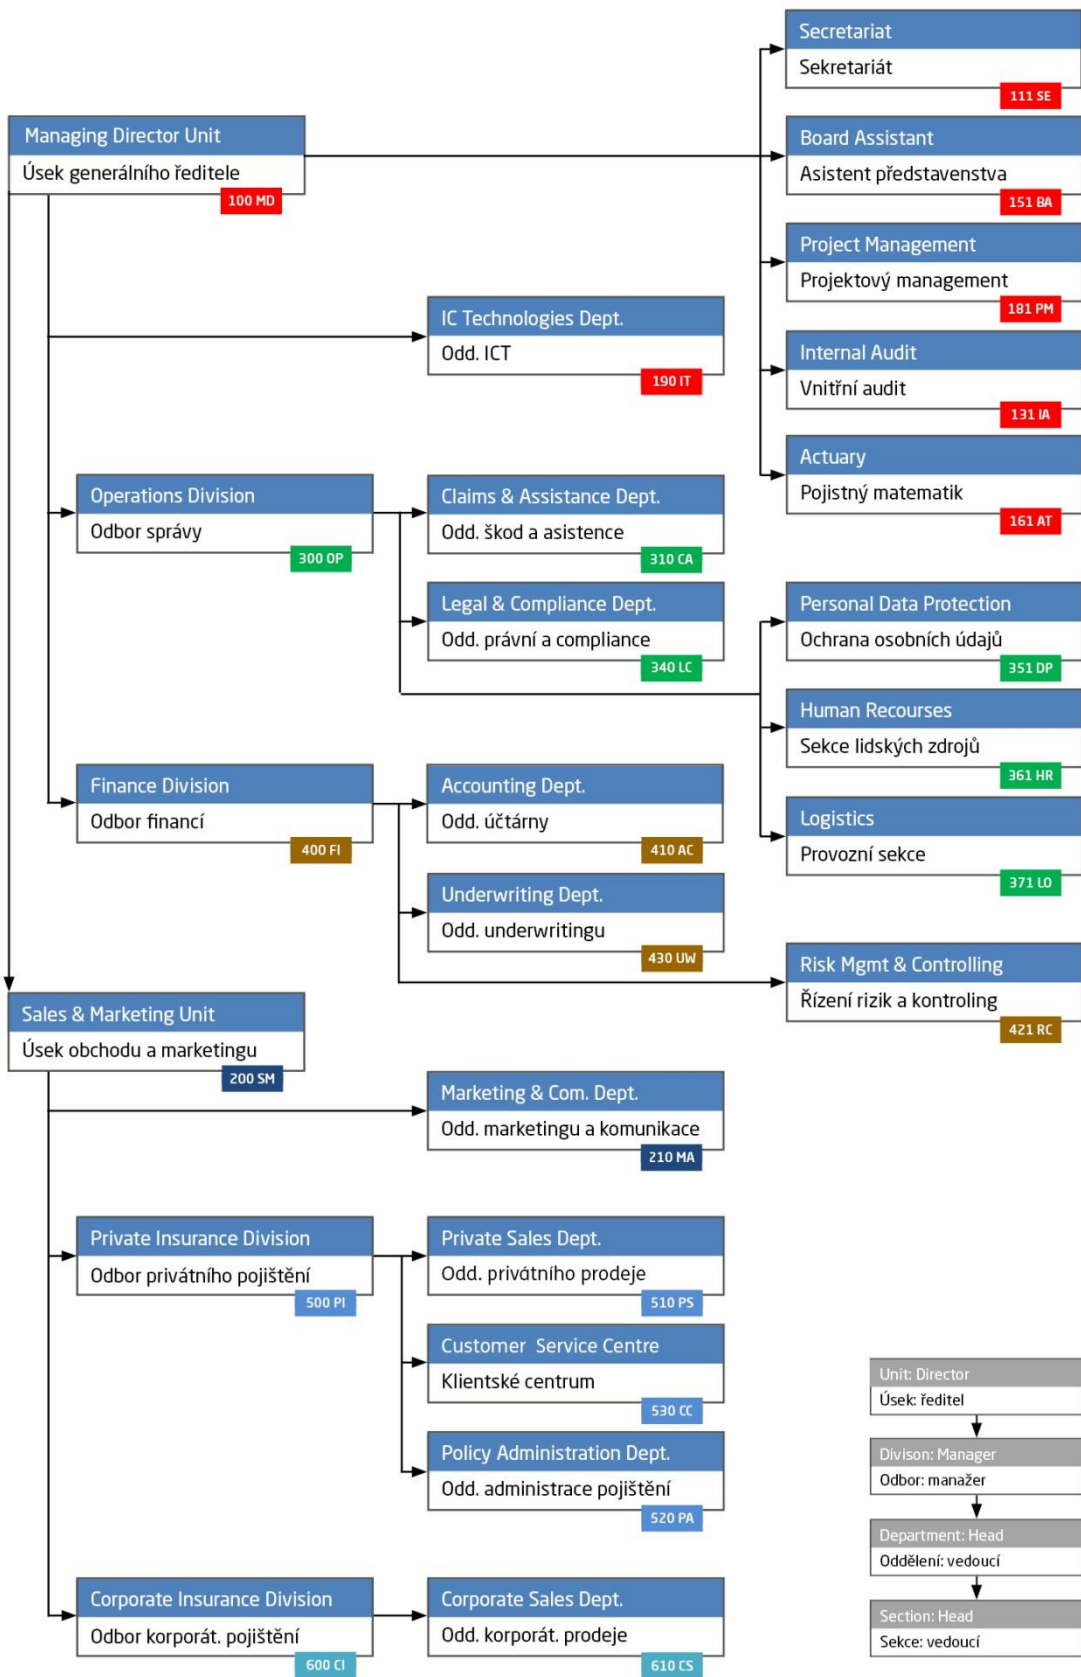 Secretariat
Sekretariát
111 SE
Managing Director Unit
Úsek generálního ředitele
100 MD
Board Assistant
Asistent představenstva
151 BA
Project Management
Projektový management
181 PM
IC Technologies Dept.
Odd. ICT
190 IT
Internal Audit
Vnitřní audit
131 IA
Actuary
Pojistný matematik
161 AT
Operations Division
Odbor správy
300 OP
Claims & Assistance Dept.
Odd. škod a asistence
310 CA
Legal & Compliance Dept.
Odd. právní a compliance
340 LC
Personal Data Protection
Ochrana osobních údajů
351 DP
Human Recourses
Sekce lidských zdrojů
361 HR
Finance Division
Odbor financí
400 FI
Accounting Dept.
Odd. účtárny
410 AC
Logistics
Provozní sekce
371 LO
Underwriting Dept.
Odd. underwritingu
430 UW
Risk Mgmt & Controlling
Řízení rizik a kontroling
421 RC
Sales & Marketing Unit
Úsek obchodu a marketingu
200 SM
Marketing & Com. Dept.
Odd. marketingu a komunikace
210 MA
Private Insurance Division
Odbor privátního pojištění
500 PI
Private Sales Dept.
Odd. privátního prodeje
510 PS
Customer Service Centre
Klientské centrum
530 CC
Policy Administration Dept.
Odd. administrace pojištění
520 PA
Corporate Insurance Division
Odbor korporát. pojištění
600 CI
Corporate Sales Dept.
Odd. korporát. prodeje
610 CS
Unit: Director
Úsek: ředitel
Divison: Manager
Odbor: manažer
Department: Head
Oddělení: vedoucí
Section: Head
Sekce: vedoucí